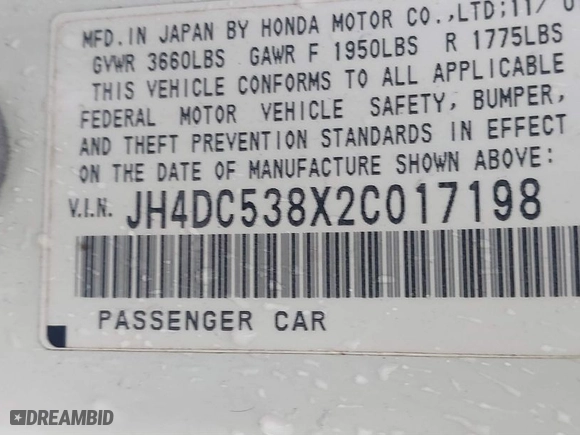 MFD. IN JAPAN BY HONDA MOTOR CO.,LTD; 11/0
GVWR 3660LBS GAWR F 1950LBS R 1775LBS
THIS VEHICLE CONFORMS TO ALL APPLICABLE
FEDERAL MOTOR VEHICLE SAFETY, BUMPER,
AND THEFT PREVENTION STANDARDS IN EFFECT
ON THE DATE OF MANUFACTURE SHOWN ABOVE:
V.I.N. JH4DC538X2C017198
PASSENGER CAR
DREAMBID